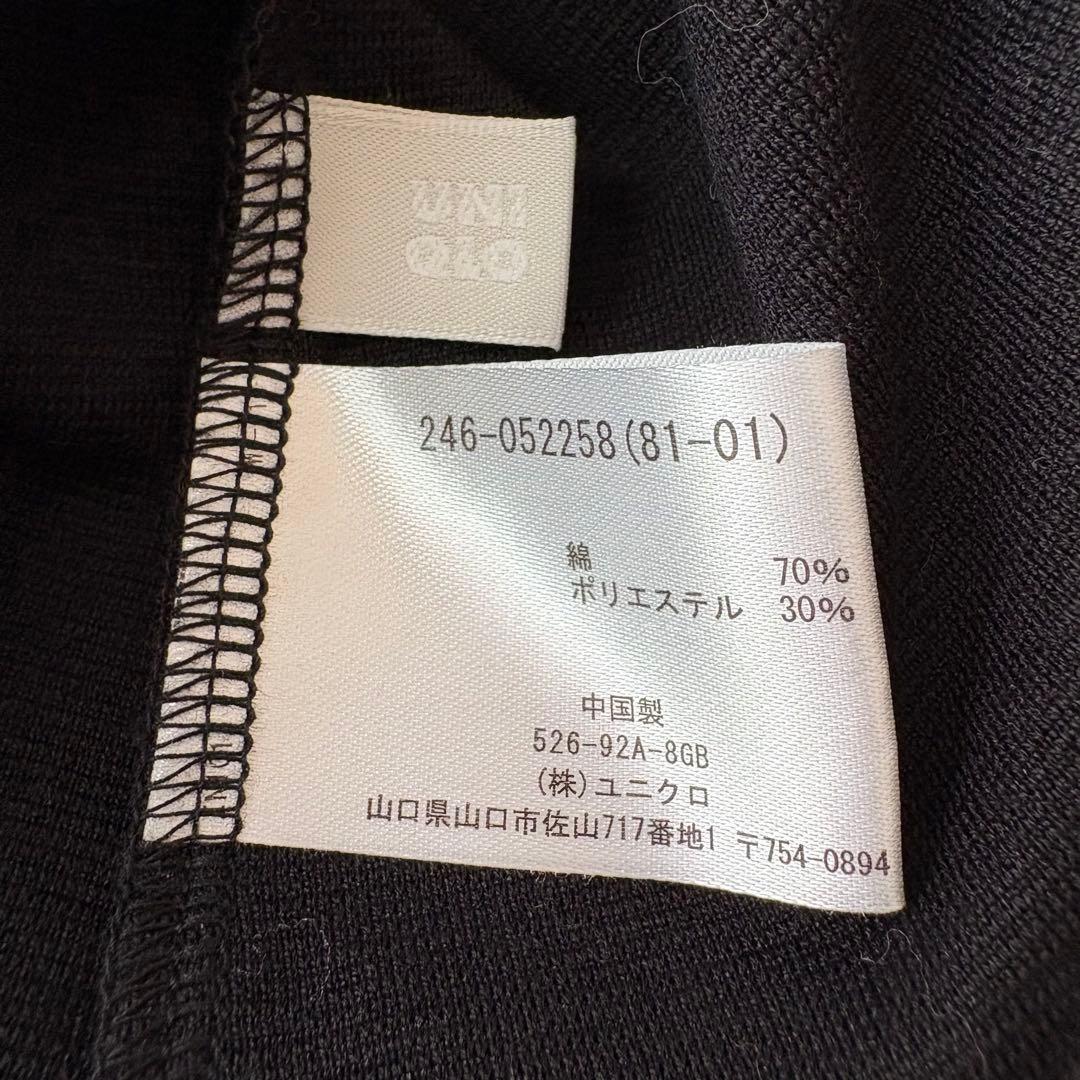 UNI
QLO
246-052258(81-01)
綿 70%
ポリエステル 30%
中国製
526-92A-8GB
(株)ユニクロ
山口県山口市佐山717番地1 〒754-0894